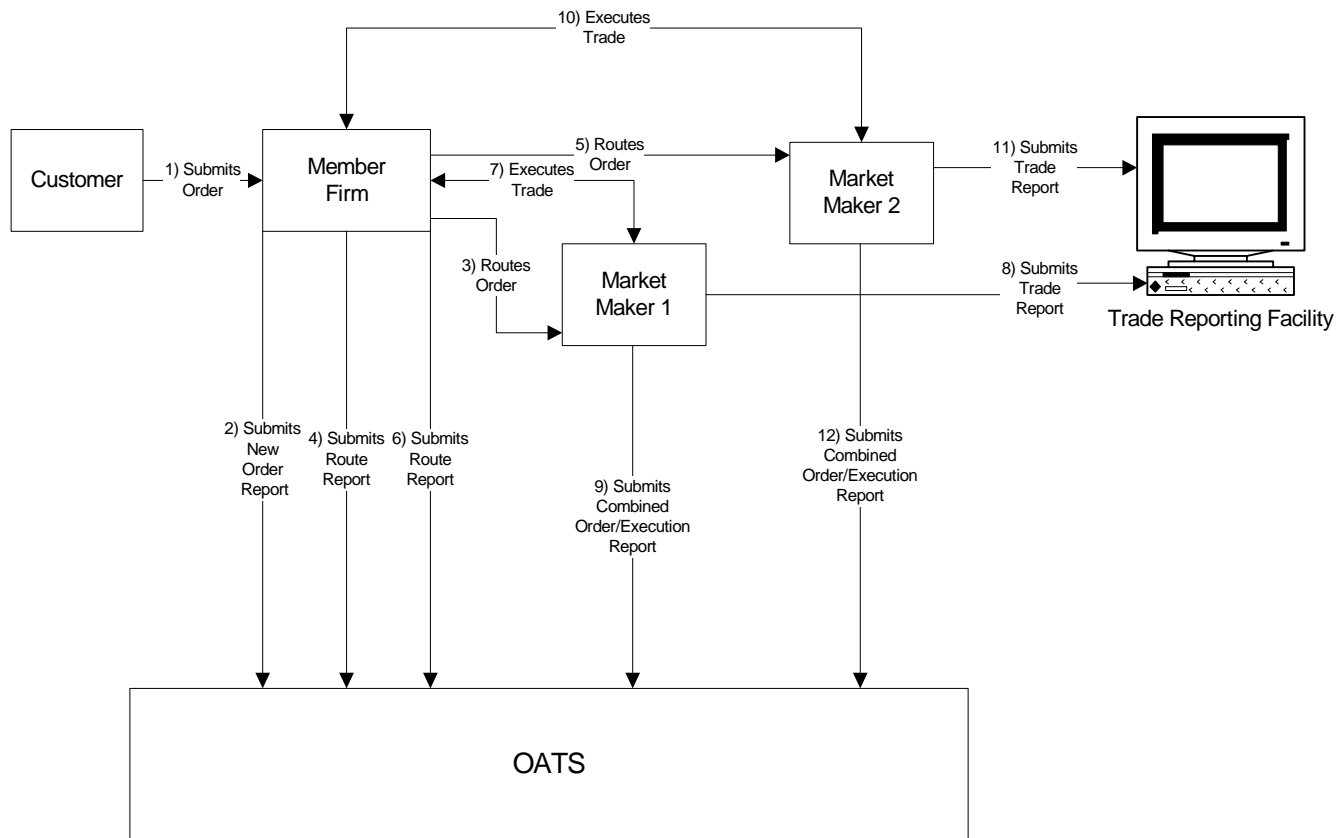 10) Executes
Trade
Customer
1) Submits
Order
Member
Firm
5) Routes
Order
7) Executes
Trade
Market
Maker 2
11) Submits
Trade
Report
3) Routes
Order
Market
Maker 1
8) Submits
Trade
Report
Trade Reporting Facility
2) Submits
New
Order
Report
4) Submits
Route
Report
6) Submits
Route
Report
9) Submits
Combined
Order/Execution
Report
12) Submits
Combined
Order/Execution
Report
OATS